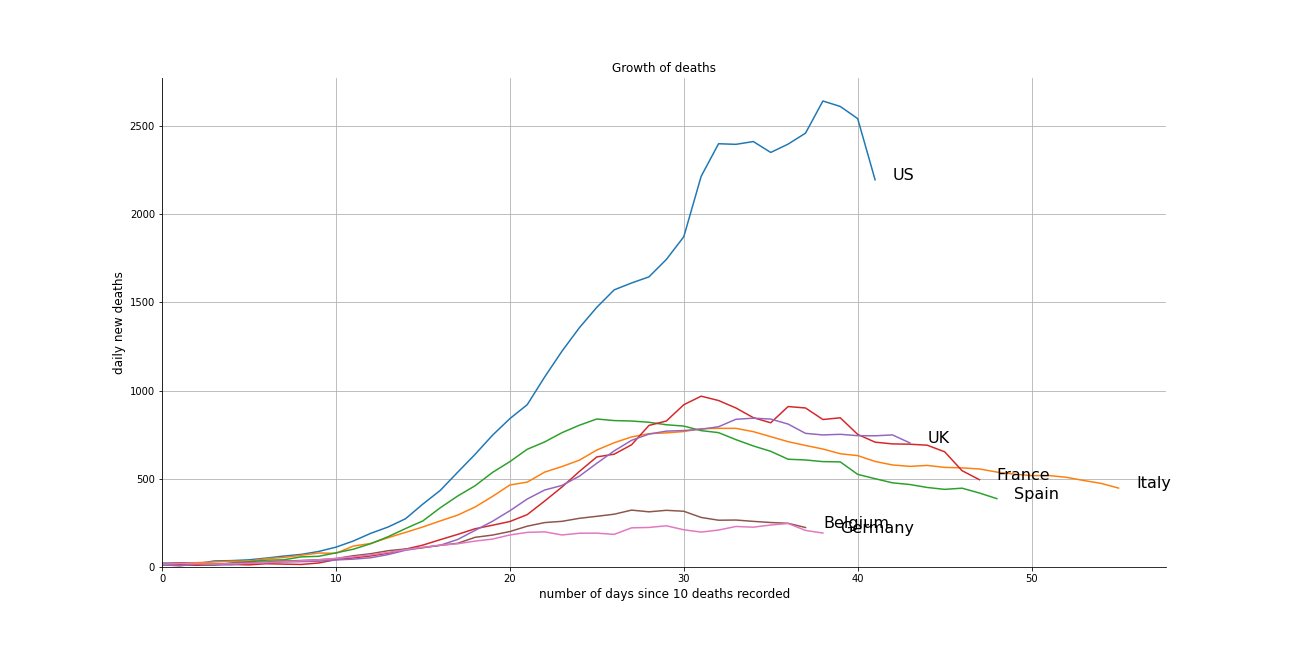 Growth of deaths
daily new deaths
2500
2000
1500
1000
500
0
US
UK
France
Italy
Spain
Belgium
Germany
0 10 20 30 40 50
number of days since 10 deaths recorded